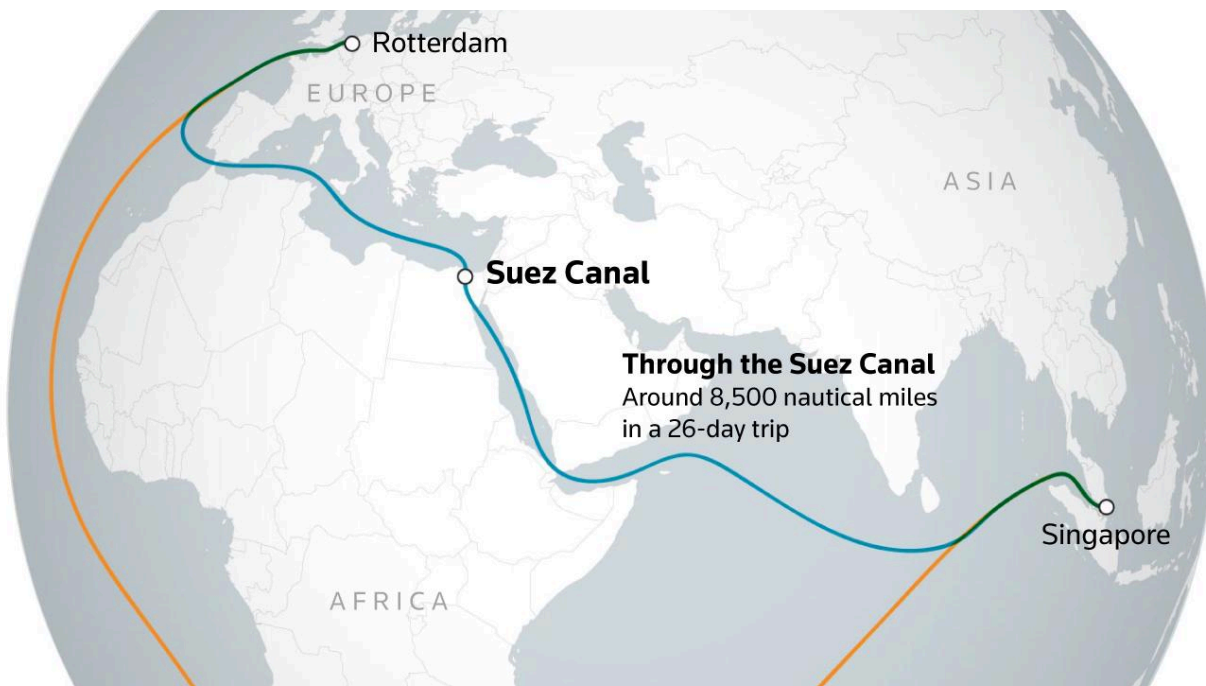 Rotterdam
EUROPE
ASIA
Suez Canal
Through the Suez Canal
Around 8,500 nautical miles
in a 26-day trip
Singapore
AFRICA